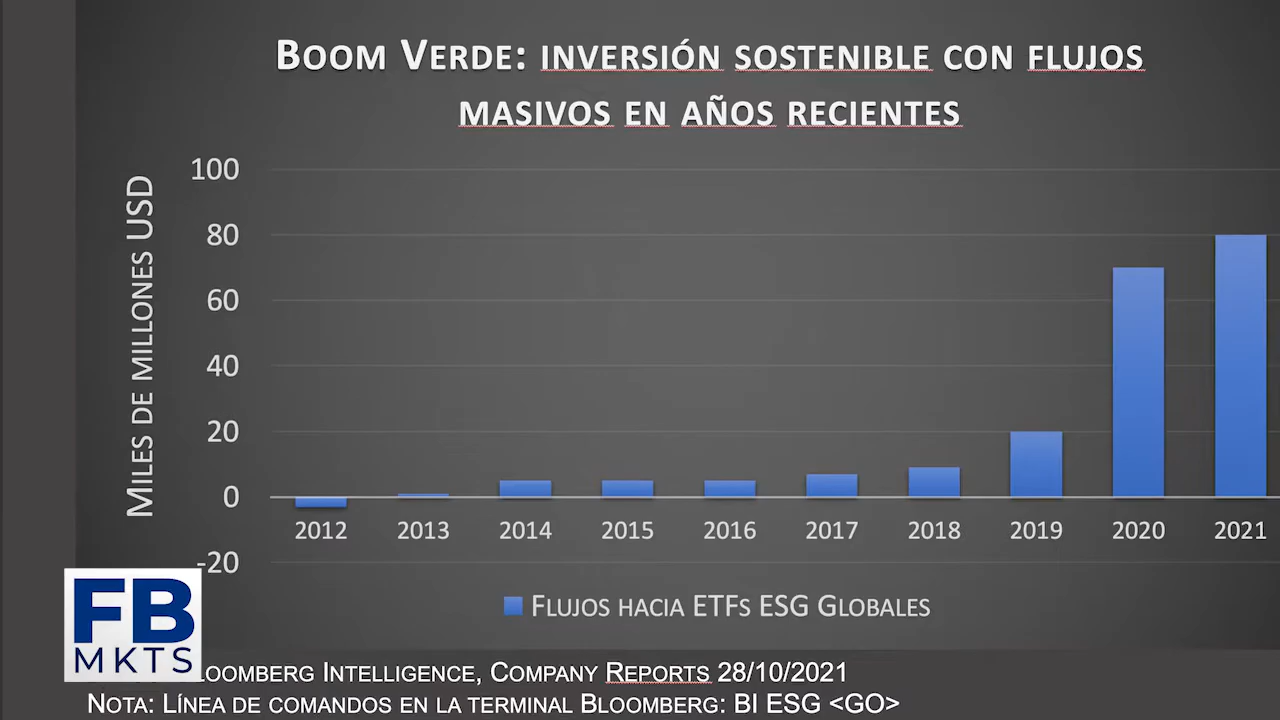 BOOM VERDE: INVERSIÓN SOSTENIBLE CON FLUJOS
MASIVOS EN AÑOS RECIENTES
MILES DE MILLONES USD
100
80
60
40
20
0
-20
2012 2013 2014 2015 2016 2017 2018 2019 2020 2021
FLUJOS HACIA ETFS ESG GLOBALES
FB
MKTS
INTELLIGENCE, COMPANY REPORTS 28/10/2021
NOTA: LÍNEA DE COMANDOS EN LA TERMINAL BLOOMBERG: BI ESG <GO>